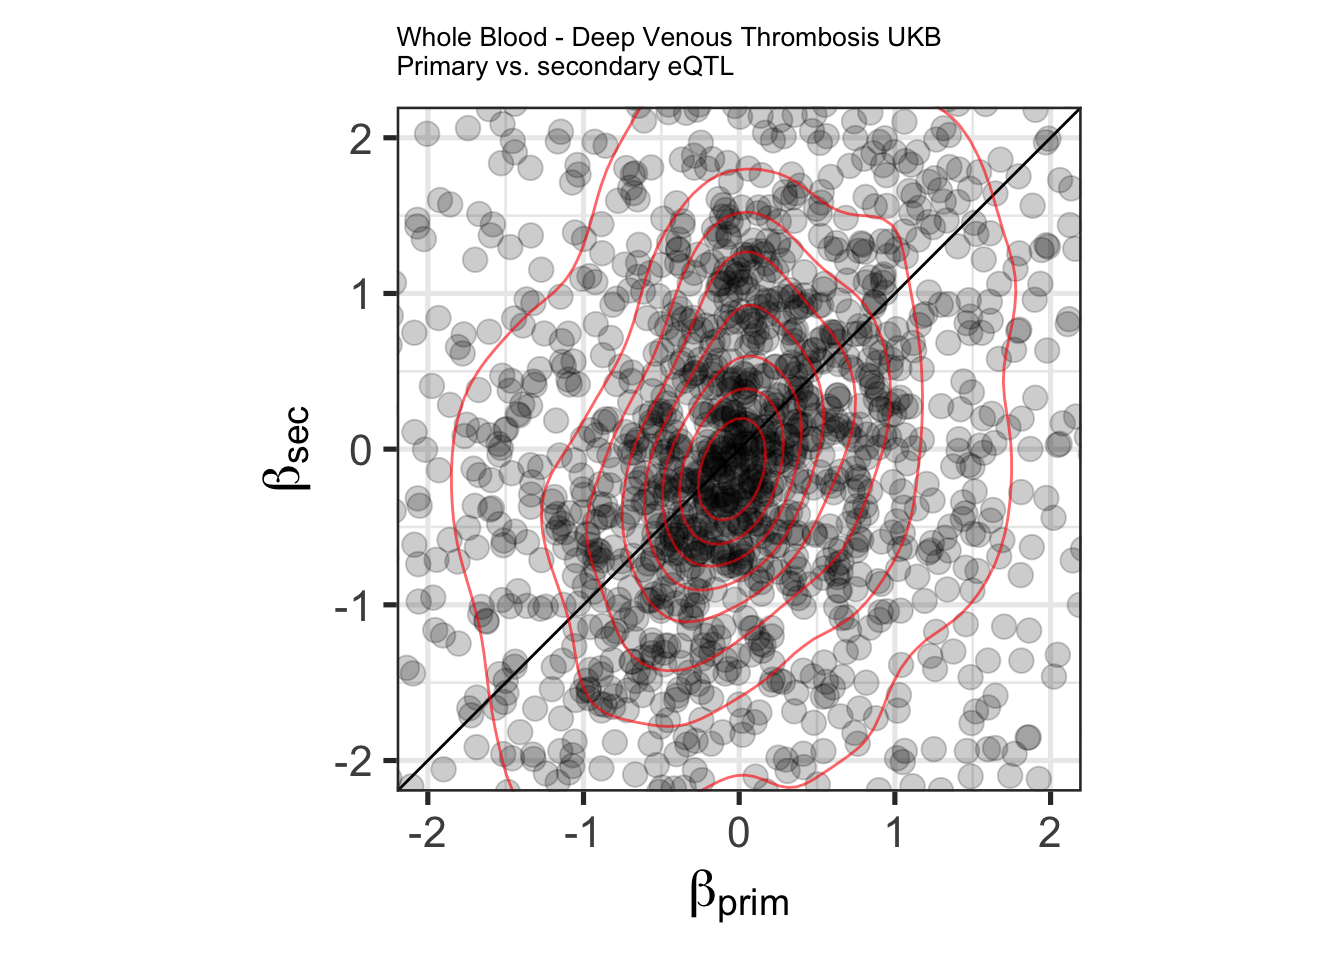 Whole Blood - Deep Venous Thrombosis UKB
Primary vs. secondary eQTL
2
1
0
-1
-2
βsec
-2 -1 0 1 2
βprim